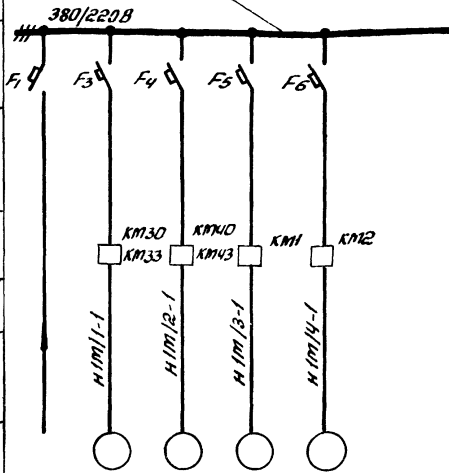 380/220В
F1
F3
F4
F5
F6
КМ30
КМ33
КМ40
КМ43
КМ1
КМ2
Н1М/1-1
Н1М/2-1
Н1М/3-1
Н1М/4-1